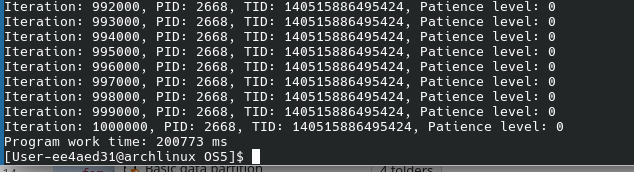 Iteration: 992000, PID: 2668, TID: 140515886495424, Patience level: 0
Iteration: 993000, PID: 2668, TID: 140515886495424, Patience level: 0
Iteration: 994000, PID: 2668, TID: 140515886495424, Patience level: 0
Iteration: 995000, PID: 2668, TID: 140515886495424, Patience level: 0
Iteration: 996000, PID: 2668, TID: 140515886495424, Patience level: 0
Iteration: 997000, PID: 2668, TID: 140515886495424, Patience level: 0
Iteration: 998000, PID: 2668, TID: 140515886495424, Patience level: 0
Iteration: 999000, PID: 2668, TID: 140515886495424, Patience level: 0
Iteration: 1000000, PID: 2668, TID: 140515886495424, Patience level: 0
Program work time: 200773 ms
[User-ee4aed31@archlinux OS5]$
Basic data partition 4 folders